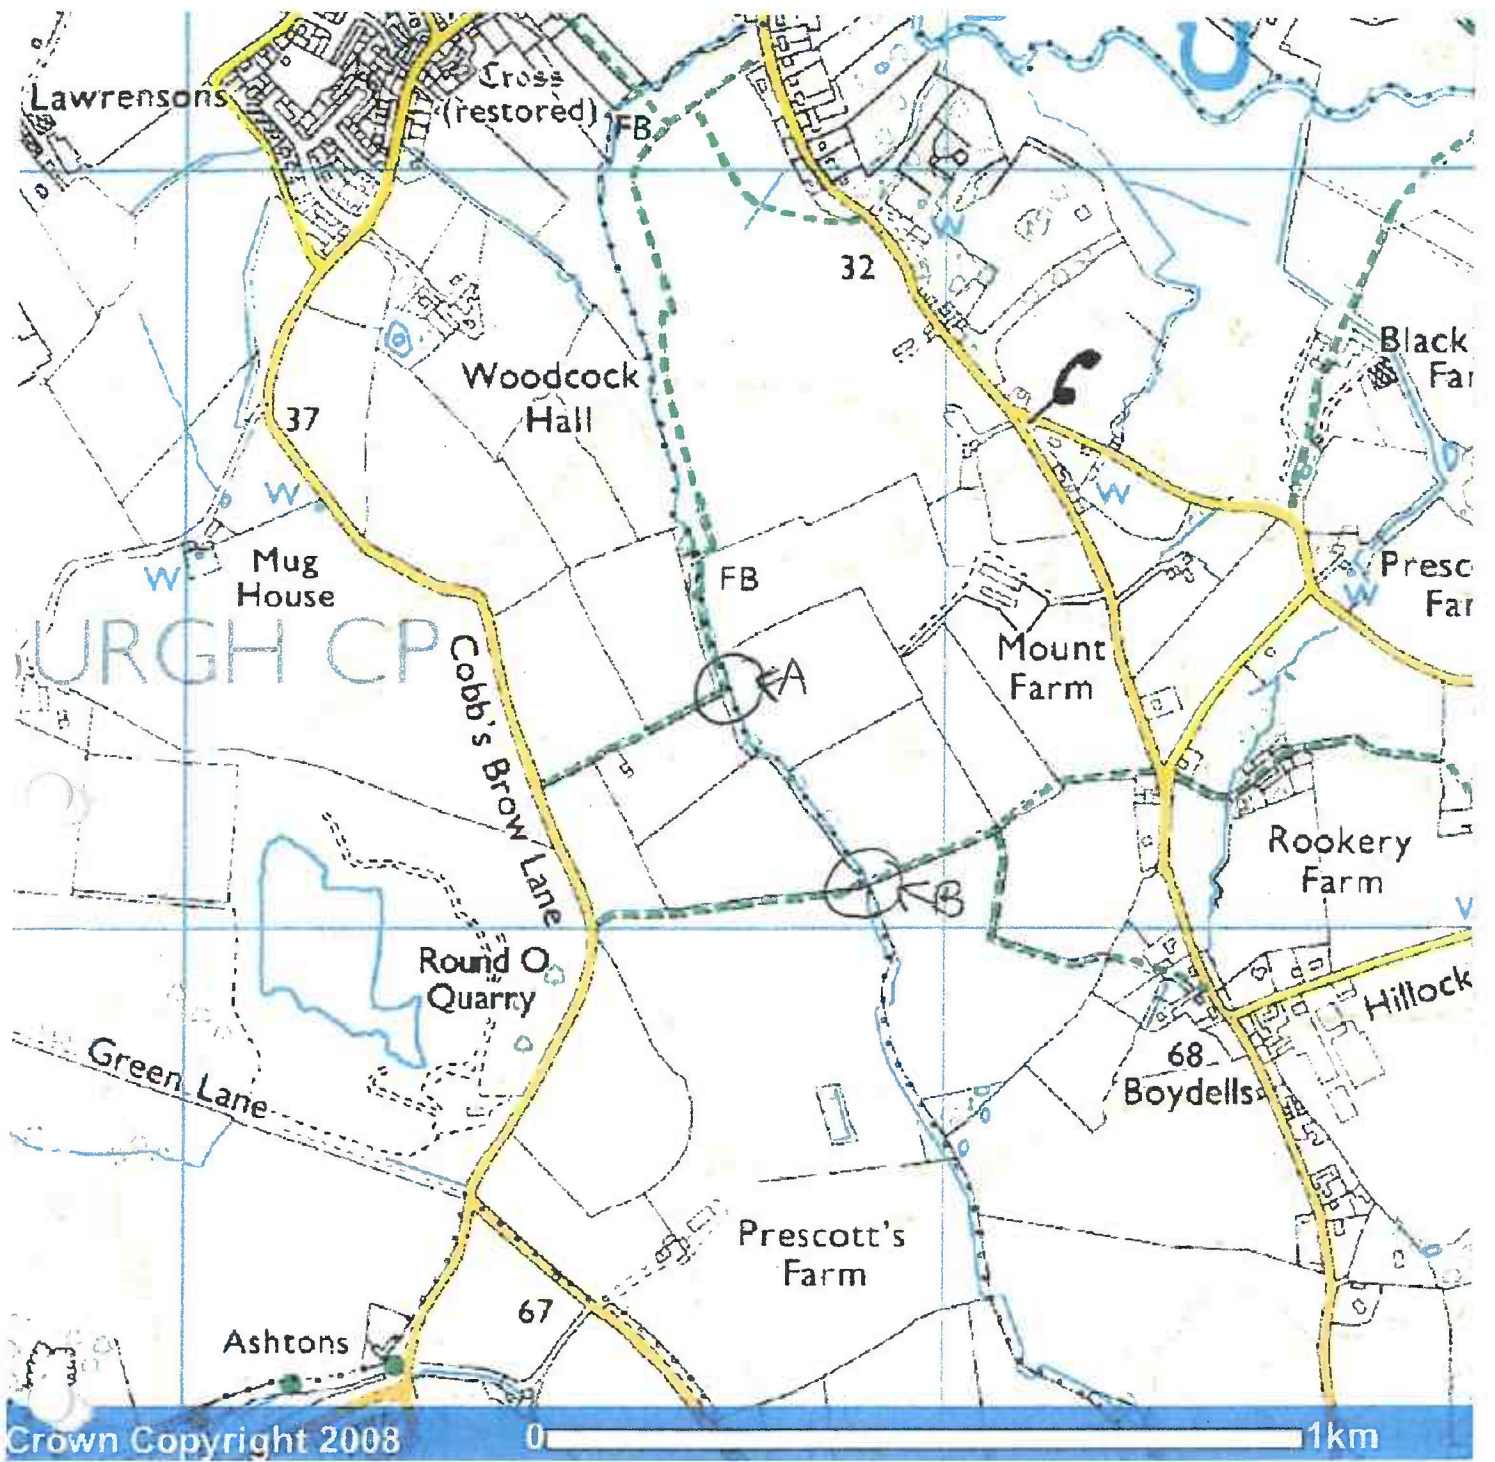 Lawrensons
Cross
(restored)
FB
32
Woodcock
Hall
Black
Far
37
W
W
W
Mug
House
W
FB
Presc
Far
W
URGH CP
Cobb's Brow Lane
Mount
Farm
A
Rookery
Farm
B
Round O
Quarry
Hillock
Green Lane
68
Boydells
Prescott's
Farm
67
Ashtons
Crown Copyright 2008
0
1km